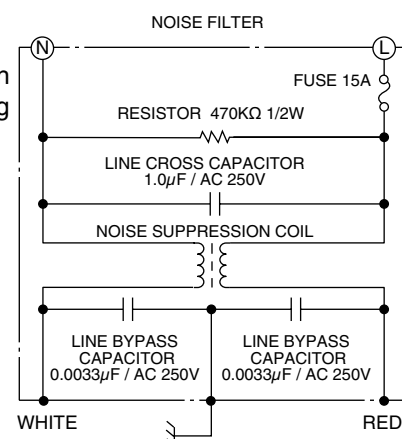 NOISE FILTER
N
L
n
g
FUSE 15A
RESISTOR 470KΩ 1/2W
LINE CROSS CAPACITOR
1.0µF / AC 250V
NOISE SUPPRESSION COIL
LINE BYPASS
CAPACITOR
0.0033µF / AC 250V
LINE BYPASS
CAPACITOR
0.0033µF / AC 250V
WHITE
RED